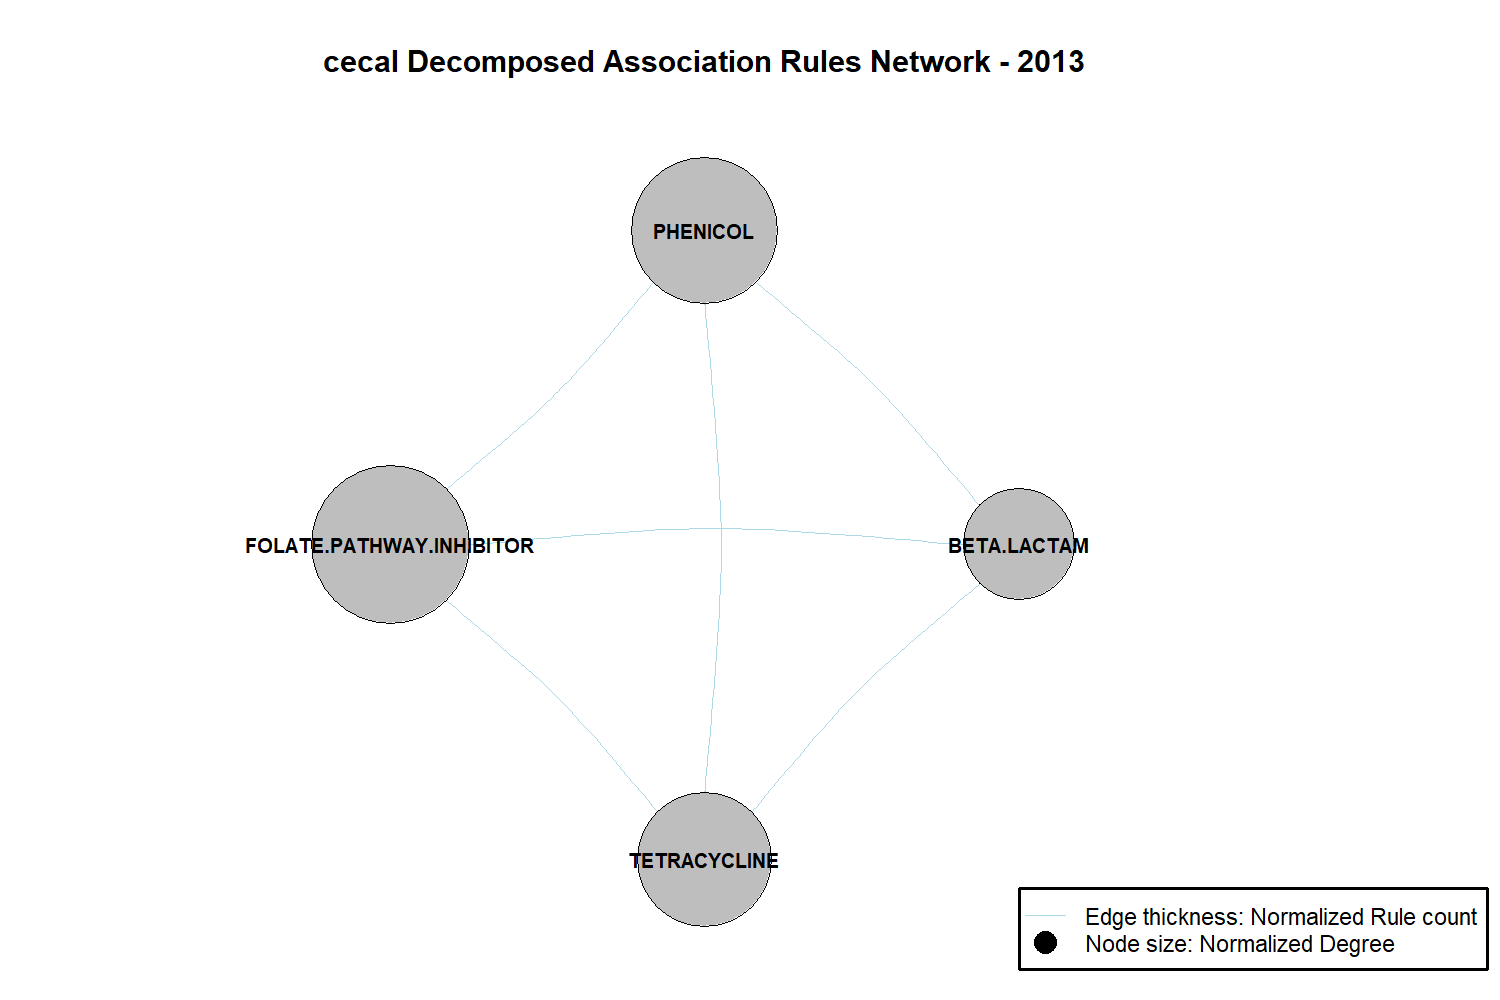 cecal Decomposed Association Rules Network - 2013
PHENICOL
FOLATE.PATHWAY.INHIBITOR
BETA.LACTAM
TETRACYCLINE
Edge thickness: Normalized Rule count
Node size: Normalized Degree